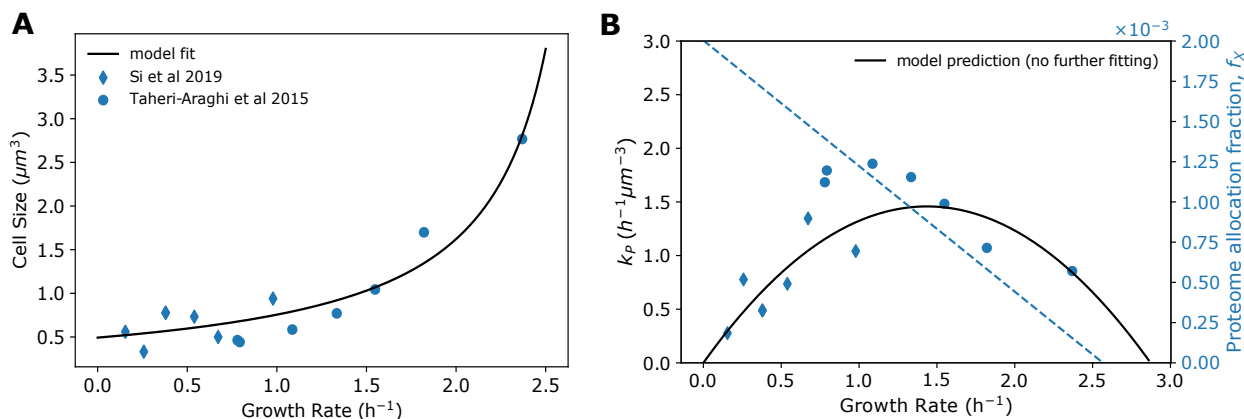 A
model fit
Si et al 2019
Taheri-Araghi et al 2015
Cell Size (μm³)
3.5
3.0
2.5
2.0
1.5
1.0
0.5
0.0 0.5 1.0 1.5 2.0 2.5
Growth Rate (h⁻¹)
B
×10⁻³
model prediction (no further fitting)
k_P (h⁻¹μm⁻³)
3.0
2.5
2.0
1.5
1.0
0.5
0.0
0.0 0.5 1.0 1.5 2.0 2.5 3.0
Growth Rate (h⁻¹)
2.00
1.75
1.50
1.25
1.00
0.75
0.50
0.25
0.00
Proteome allocation fraction, f_X